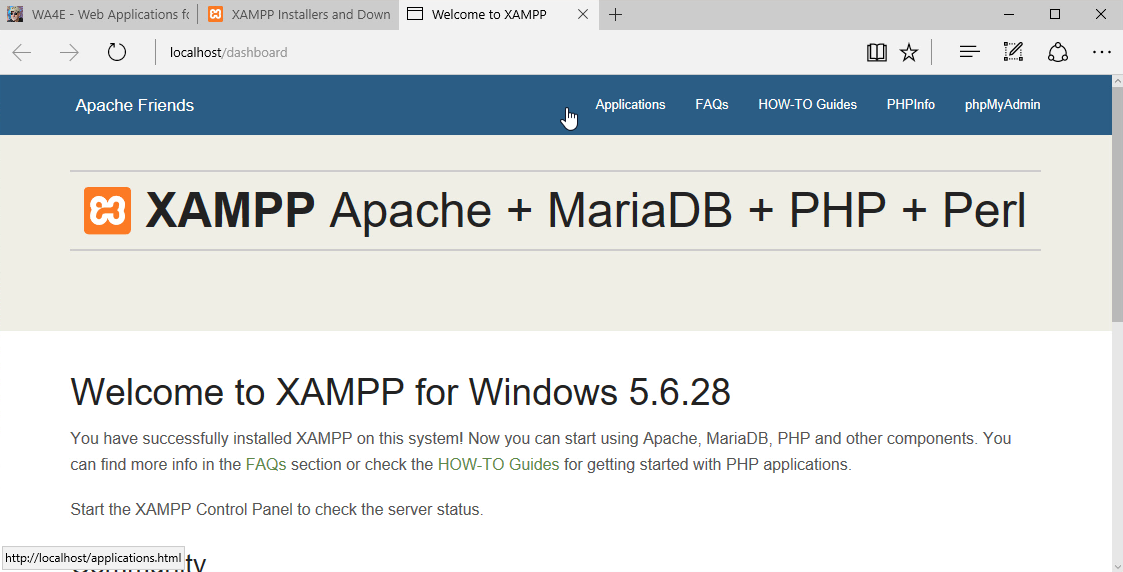 WA4E - Web Applications fo
XAMPP Installers and Down
Welcome to XAMPP
localhost/dashboard
Apache Friends
Applications
FAQs
HOW-TO Guides
PHPInfo
phpMyAdmin
XAMPP Apache + MariaDB + PHP + Perl
Welcome to XAMPP for Windows 5.6.28
You have successfully installed XAMPP on this system! Now you can start using Apache, MariaDB, PHP and other components. You
can find more info in the FAQs section or check the HOW-TO Guides for getting started with PHP applications.
Start the XAMPP Control Panel to check the server status.
http://localhost/applications.html